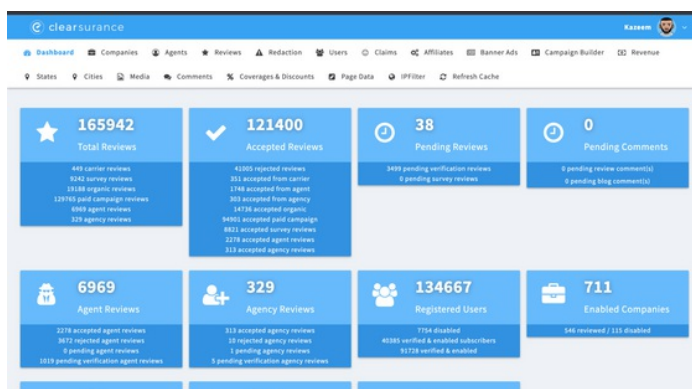 clearsurance
Kazeem
Dashboard Companies Agents Reviews Redaction Users Claims Affiliates Banner Ads Campaign Builder Revenue
States Cities Media Comments Coverages & Discounts Page Data IPFilter Refresh Cache
165942
Total Reviews
449 carrier reviews
9242 survey reviews
19188 organic reviews
129765 paid campaign reviews
6969 agent reviews
329 agency reviews
121400
Accepted Reviews
41005 rejected reviews
351 accepted from carrier
1748 accepted from agent
303 accepted from agency
14736 accepted organic
94901 accepted paid campaign
8821 accepted survey reviews
2278 accepted agent reviews
313 accepted agency reviews
38
Pending Reviews
3499 pending verification reviews
0 pending survey reviews
0
Pending Comments
0 pending review comment(s)
0 pending blog comment(s)
6969
Agent Reviews
2278 accepted agent reviews
3672 rejected agent reviews
0 pending agent reviews
1019 pending verification agent reviews
329
Agency Reviews
313 accepted agency reviews
10 rejected agency reviews
1 pending agency reviews
5 pending verification agency reviews
134667
Registered Users
7754 disabled
40385 verified & enabled subscribers
91728 verified & enabled
711
Enabled Companies
546 reviewed / 115 disabled